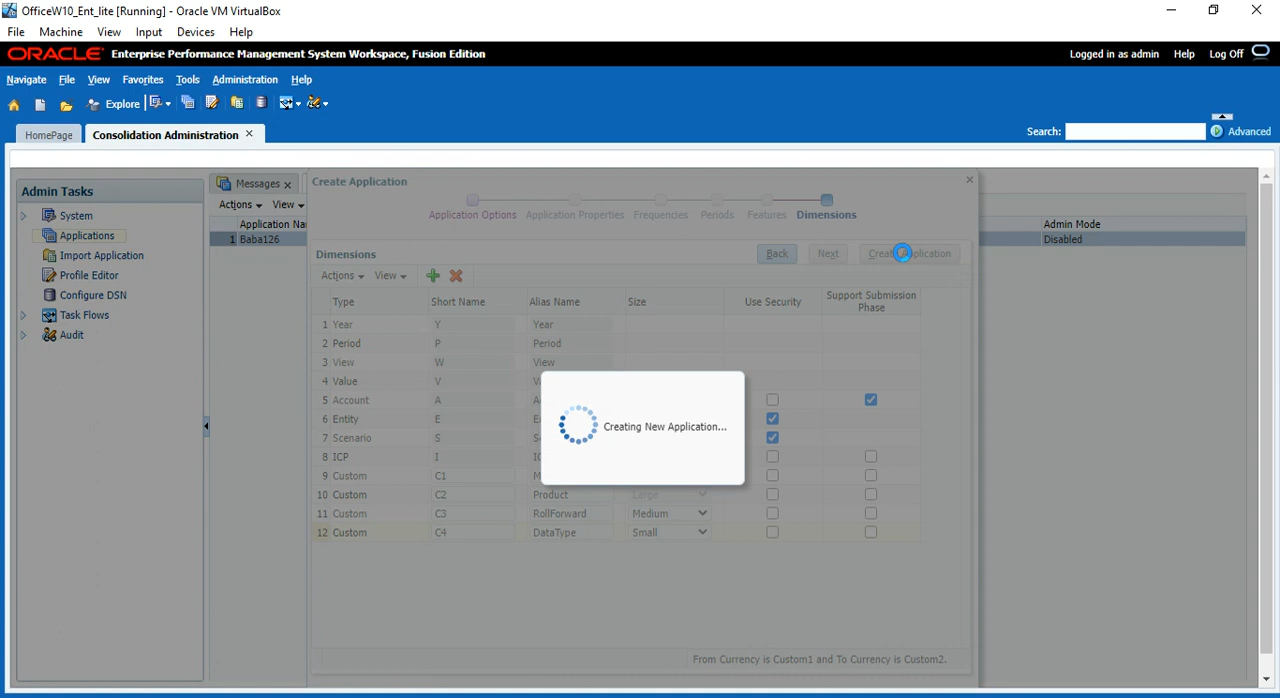 OfficeW10_Ent_lite [Running] - Oracle VM VirtualBox
File Machine View Input Devices Help
ORACLE Enterprise Performance Management System Workspace, Fusion Edition
Logged in as admin Help Log Off
Navigate File View Favorites Tools Administration Help
Explore
HomePage Consolidation Administration
Search: Advanced
Admin Tasks
System
Applications
Import Application
Profile Editor
Configure DSN
Task Flows
Audit
Messages
Actions View
Application Na
1 Baba126
Admin Mode
Disabled
Create Application
Application Options Application Properties Frequencies Periods Features Dimensions
Dimensions Back Next Create Application
Actions View
Type Short Name Alias Name Size Use Security Support Submission Phase
1 Year Y Year
2 Period P Period
3 View W View
4 Value V
5 Account A
6 Entity E
7 Scenario S
8 ICP I
9 Custom C1
10 Custom C2 Product Large
11 Custom C3 RollForward Medium
12 Custom C4 DataType Small
Creating New Application...
From Currency is Custom1 and To Currency is Custom2.